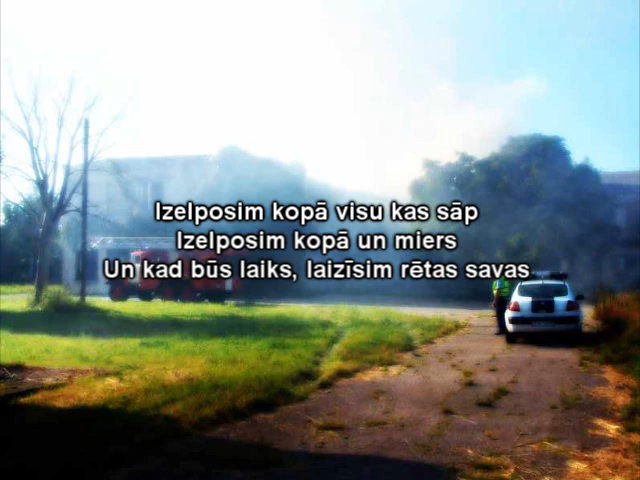 Izelposim kopā visu kas sāp
Izelposim kopā un miers
Un kad būs laiks, laizīsim rētas savas